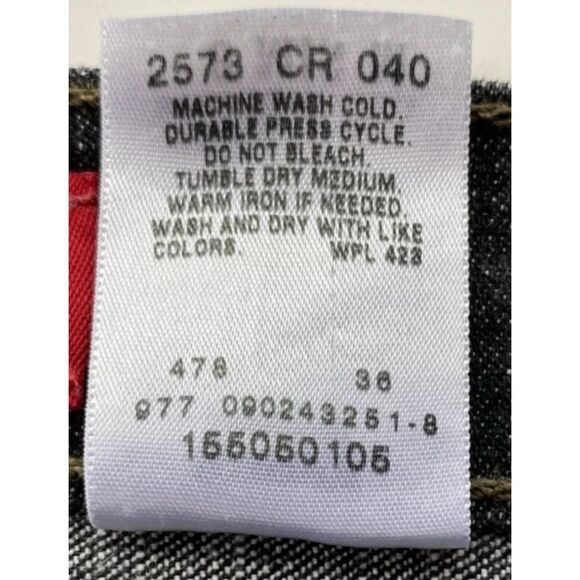 2573 CR 040
MACHINE WASH COLD.
DURABLE PRESS CYCLE.
DO NOT BLEACH.
TUMBLE DRY MEDIUM.
WARM IRON IF NEEDED.
WASH AND DRY WITH LIKE
COLORS. WPL 423
478 36
977 090243251-8
155050105